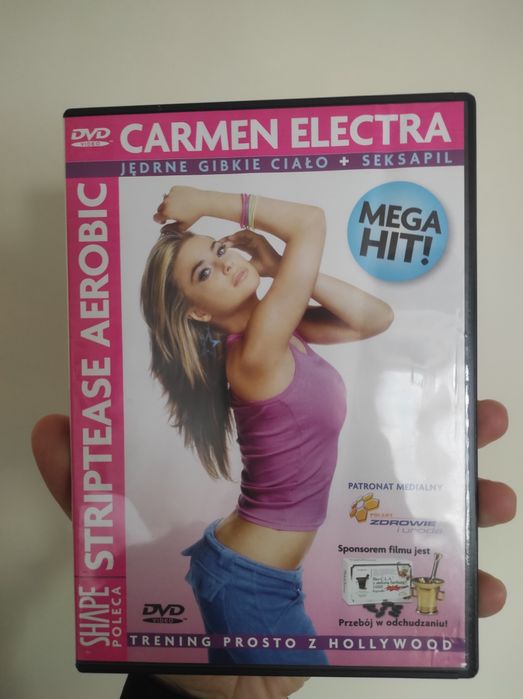 DVD
VIDEO
CARMEN ELECTRA
JĘDRNE GIBKIE CIAŁO + SEKSAPIL
MEGA
HIT!
STRIPTEASE AEROBIC
SHAPE
POLECA
PATRONAT MEDIALNY
ZDROWIE
i uroda
Sponsorem filmu jest
Przebój w odchudzaniu!
DVD
VIDEO
TRENING PROSTO Z HOLLYWOOD